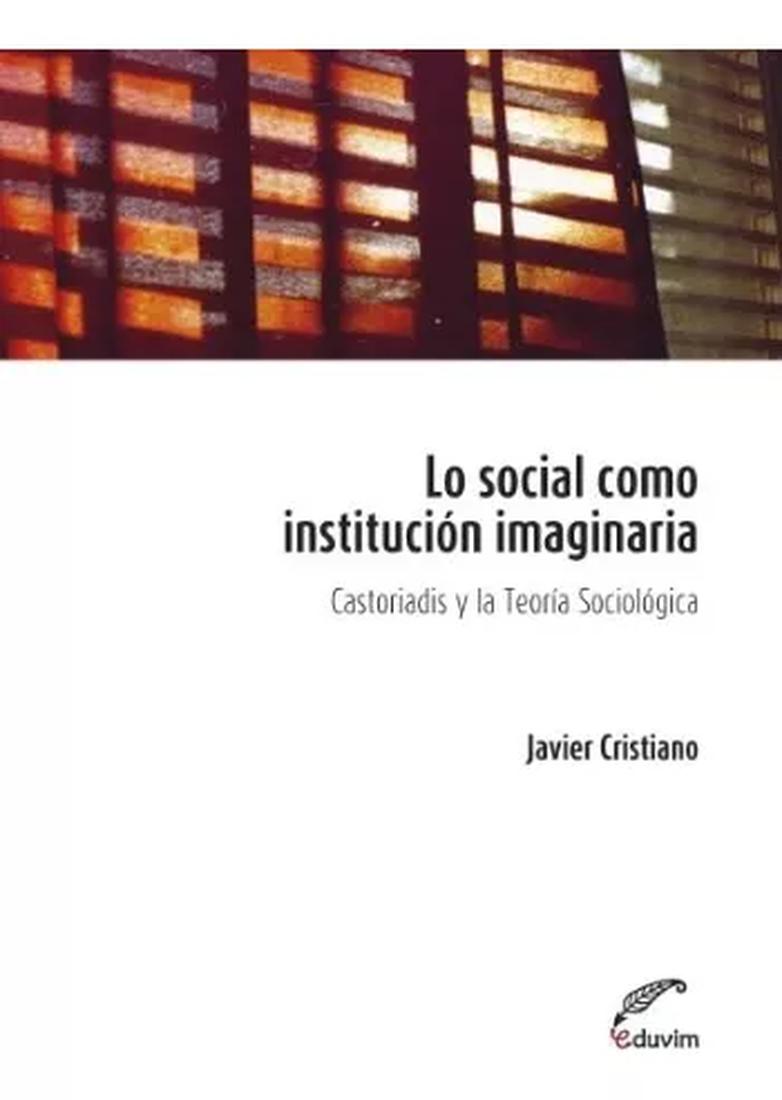 Lo social como
institución imaginaria
Castoriadis y la Teoría Sociológica
Javier Cristiano
eduvim